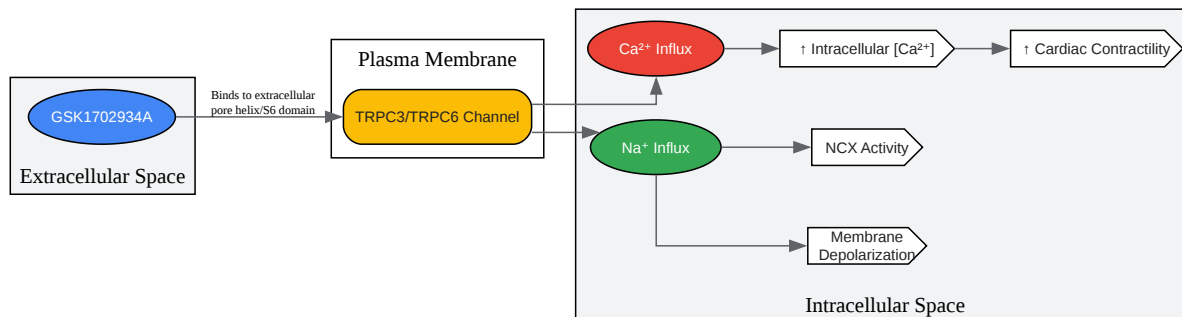 GSK1702934A
Extracellular Space
Binds to extracellular
pore helix/S6 domain
Plasma Membrane
TRPC3/TRPC6 Channel
Ca²⁺ Influx
↑ Intracellular [Ca²⁺]
↑ Cardiac Contractility
Na⁺ Influx
NCX Activity
Membrane
Depolarization
Intracellular Space